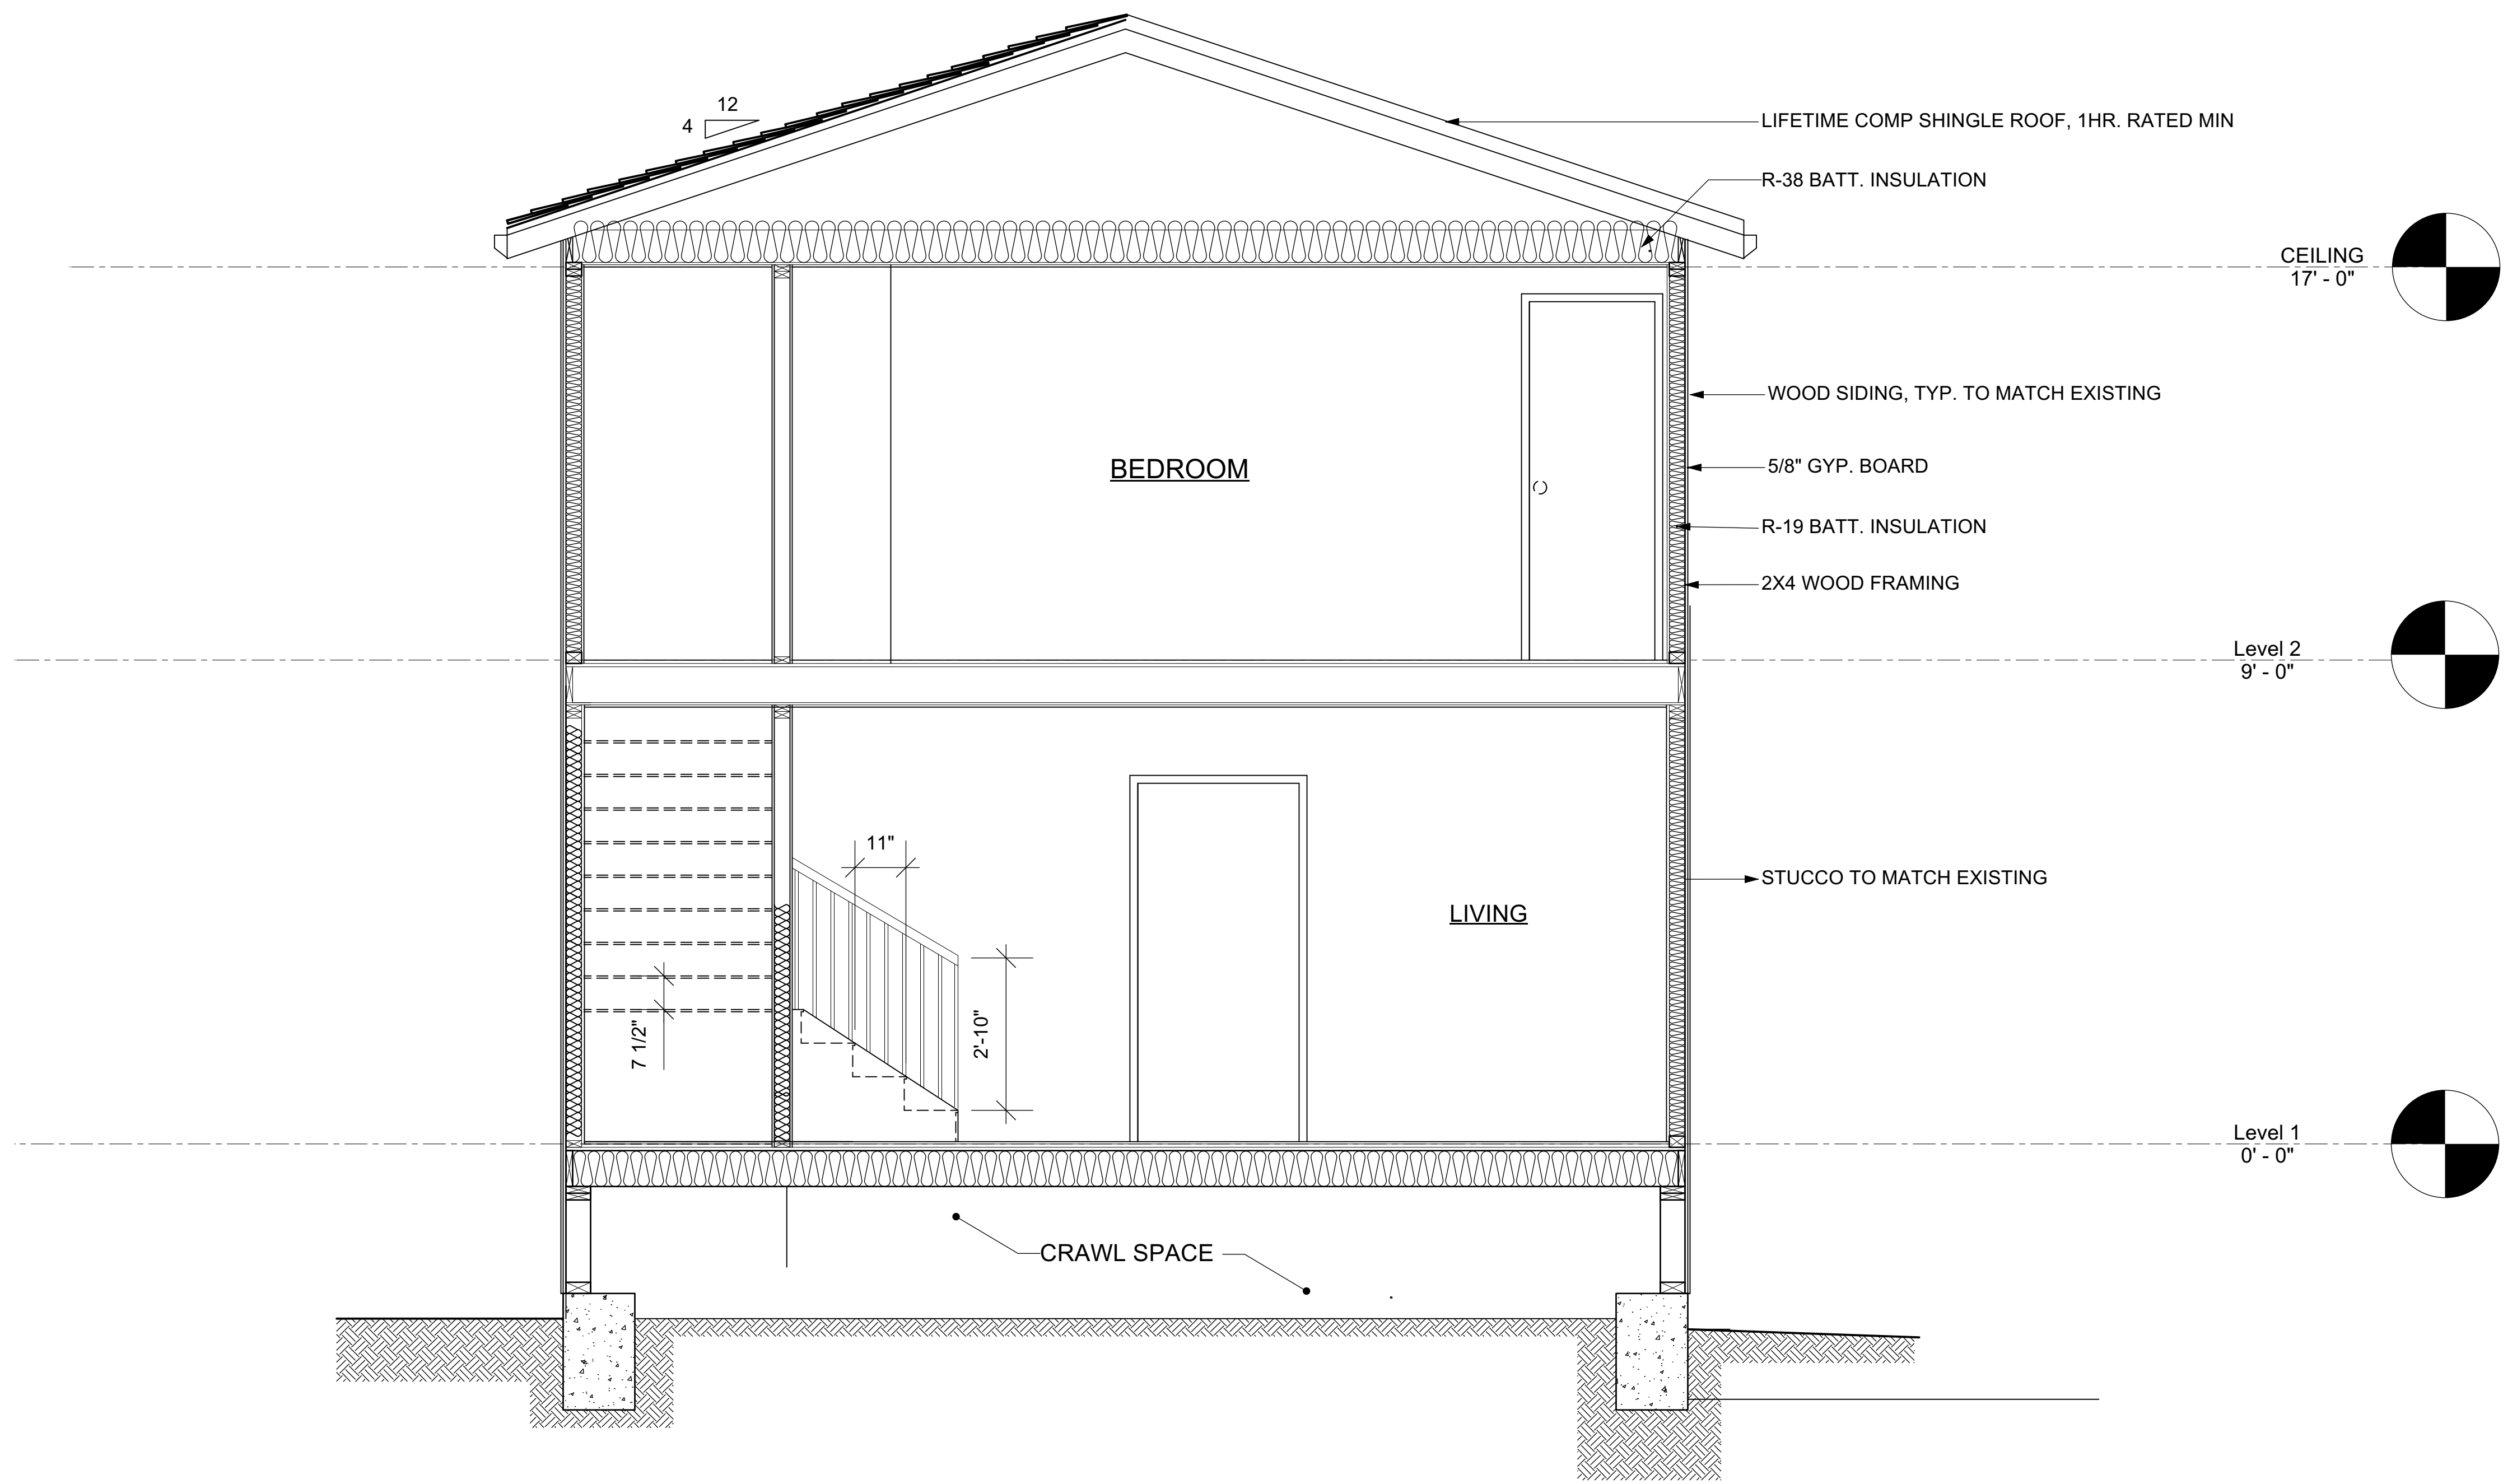 12
4
LIFETIME COMP SHINGLE ROOF, 1HR. RATED MIN
R-38 BATT. INSULATION
CEILING
17' - 0"
WOOD SIDING, TYP. TO MATCH EXISTING
BEDROOM
5/8" GYP. BOARD
R-19 BATT. INSULATION
2X4 WOOD FRAMING
Level 2
9' - 0"
11"
STUCCO TO MATCH EXISTING
LIVING
7 1/2"
2'-10"
Level 1
0' - 0"
CRAWL SPACE